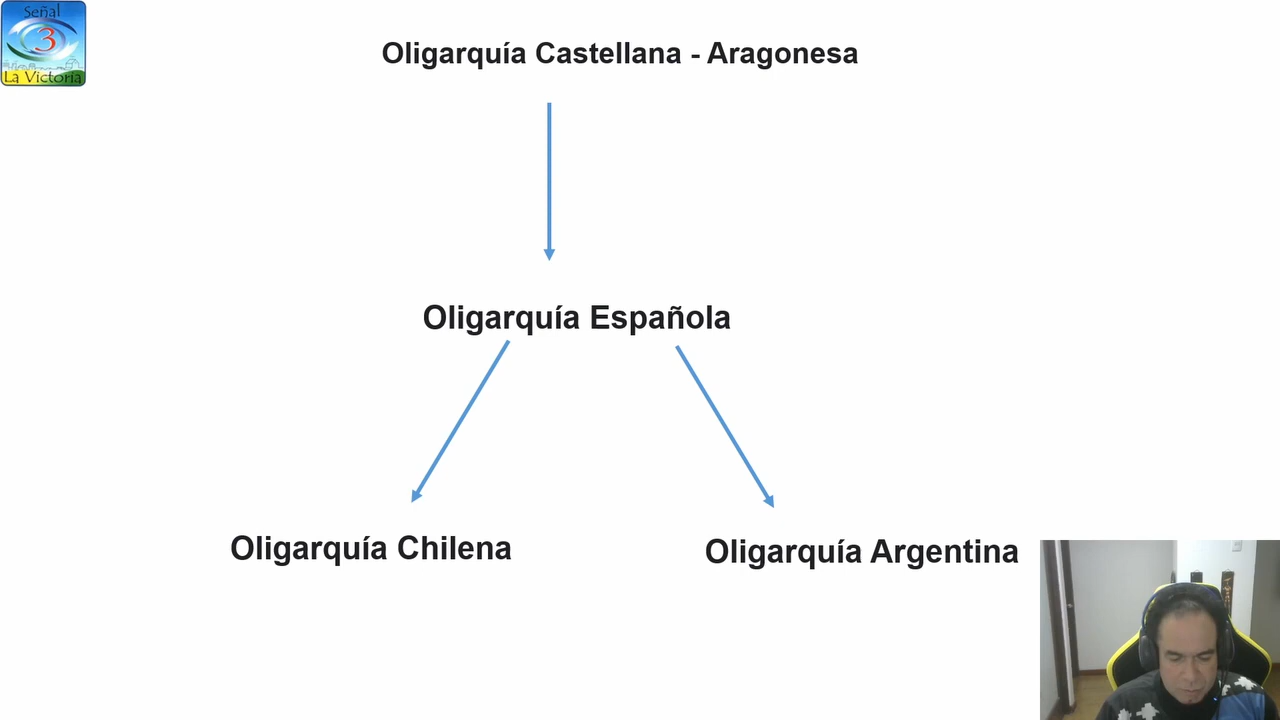 Señal
3
La Victoria
Oligarquía Castellana - Aragonesa
Oligarquía Española
Oligarquía Chilena
Oligarquía Argentina